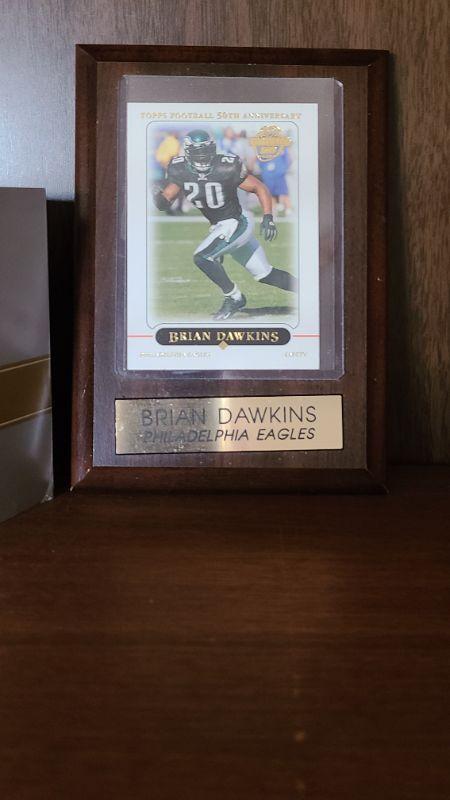 TOPPS FOOTBALL 50TH ANNIVERSARY
20
BRIAN DAWKINS
SAFETY
BRIAN DAWKINS
PHILADELPHIA EAGLES